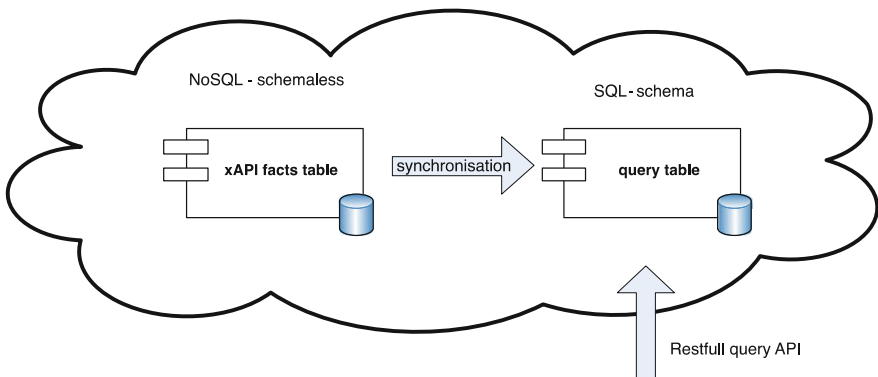 NoSQL - schemaless
SQL- schema
xAPI facts table
synchronisation
query table
Restfull query API